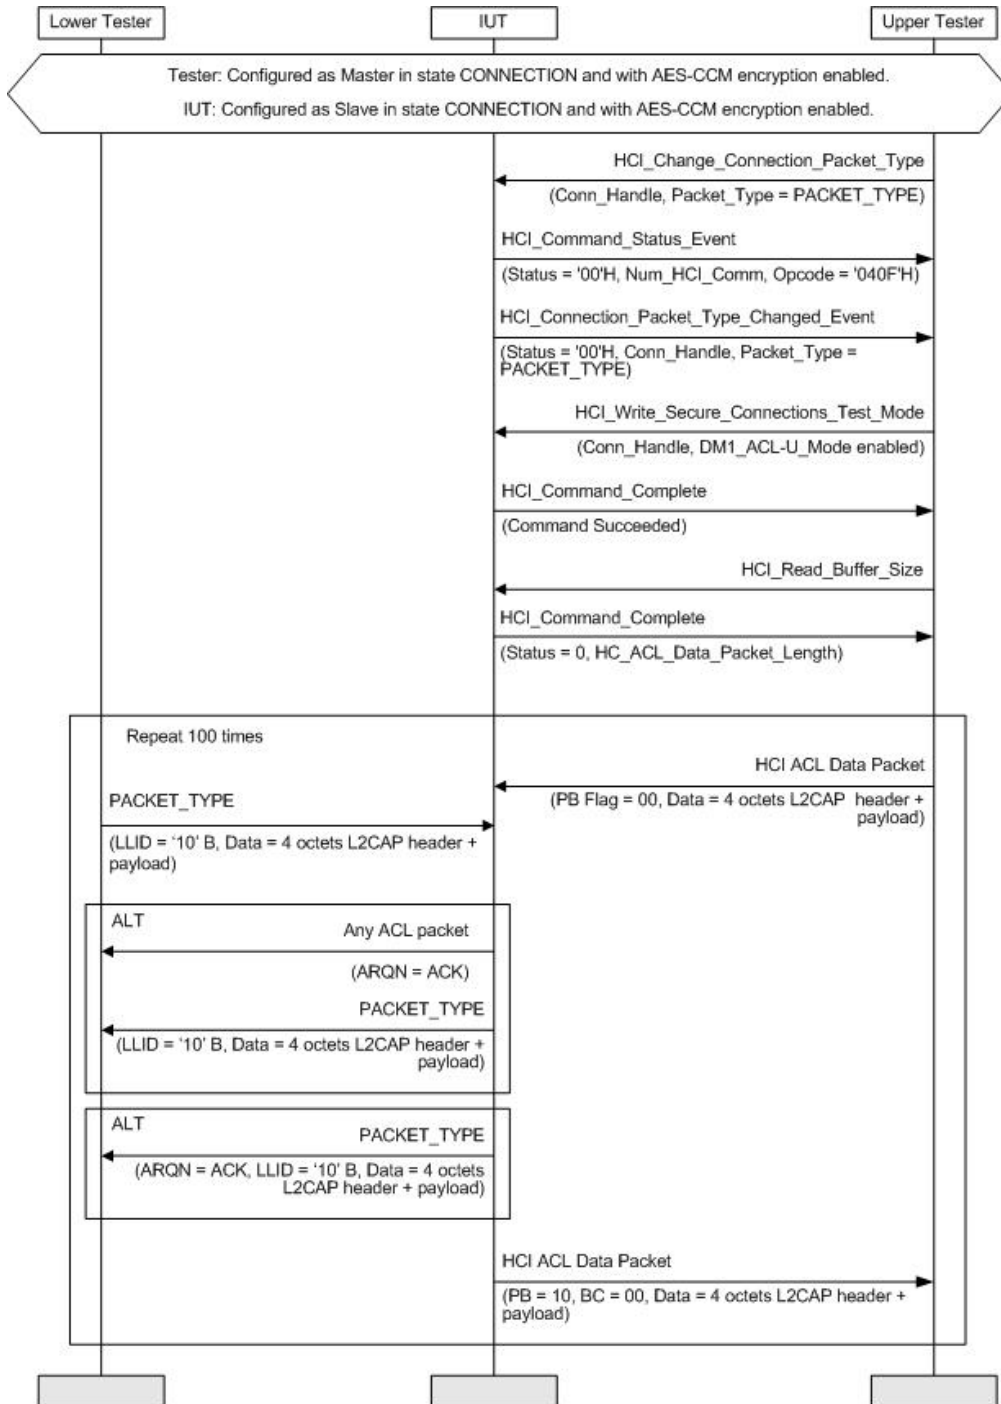 Lower Tester
IUT
Upper Tester
Tester: Configured as Master in state CONNECTION and with AES-CCM encryption enabled.
IUT: Configured as Slave in state CONNECTION and with AES-CCM encryption enabled.
HCI_Change_Connection_Packet_Type
(Conn_Handle, Packet_Type = PACKET_TYPE)
HCI_Command_Status_Event
(Status = '00'H, Num_HCI_Comm, Opcode = '040F'H)
HCI_Connection_Packet_Type_Changed_Event
(Status = '00'H, Conn_Handle, Packet_Type =
PACKET_TYPE)
HCI_Write_Secure_Connections_Test_Mode
(Conn_Handle, DM1_ACL-U_Mode enabled)
HCI_Command_Complete
(Command Succeeded)
HCI_Read_Buffer_Size
HCI_Command_Complete
(Status = 0, HC_ACL_Data_Packet_Length)
Repeat 100 times
HCI ACL Data Packet
(PB Flag = 00, Data = 4 octets L2CAP header +
payload)
PACKET_TYPE
(LLID = ‘10’ B, Data = 4 octets L2CAP header +
payload)
ALT
Any ACL packet
(ARQN = ACK)
PACKET_TYPE
(LLID = ‘10’ B, Data = 4 octets L2CAP header +
payload)
ALT
PACKET_TYPE
(ARQN = ACK, LLID = ‘10’ B, Data = 4 octets
L2CAP header + payload)
HCI ACL Data Packet
(PB = 10, BC = 00, Data = 4 octets L2CAP header +
payload)